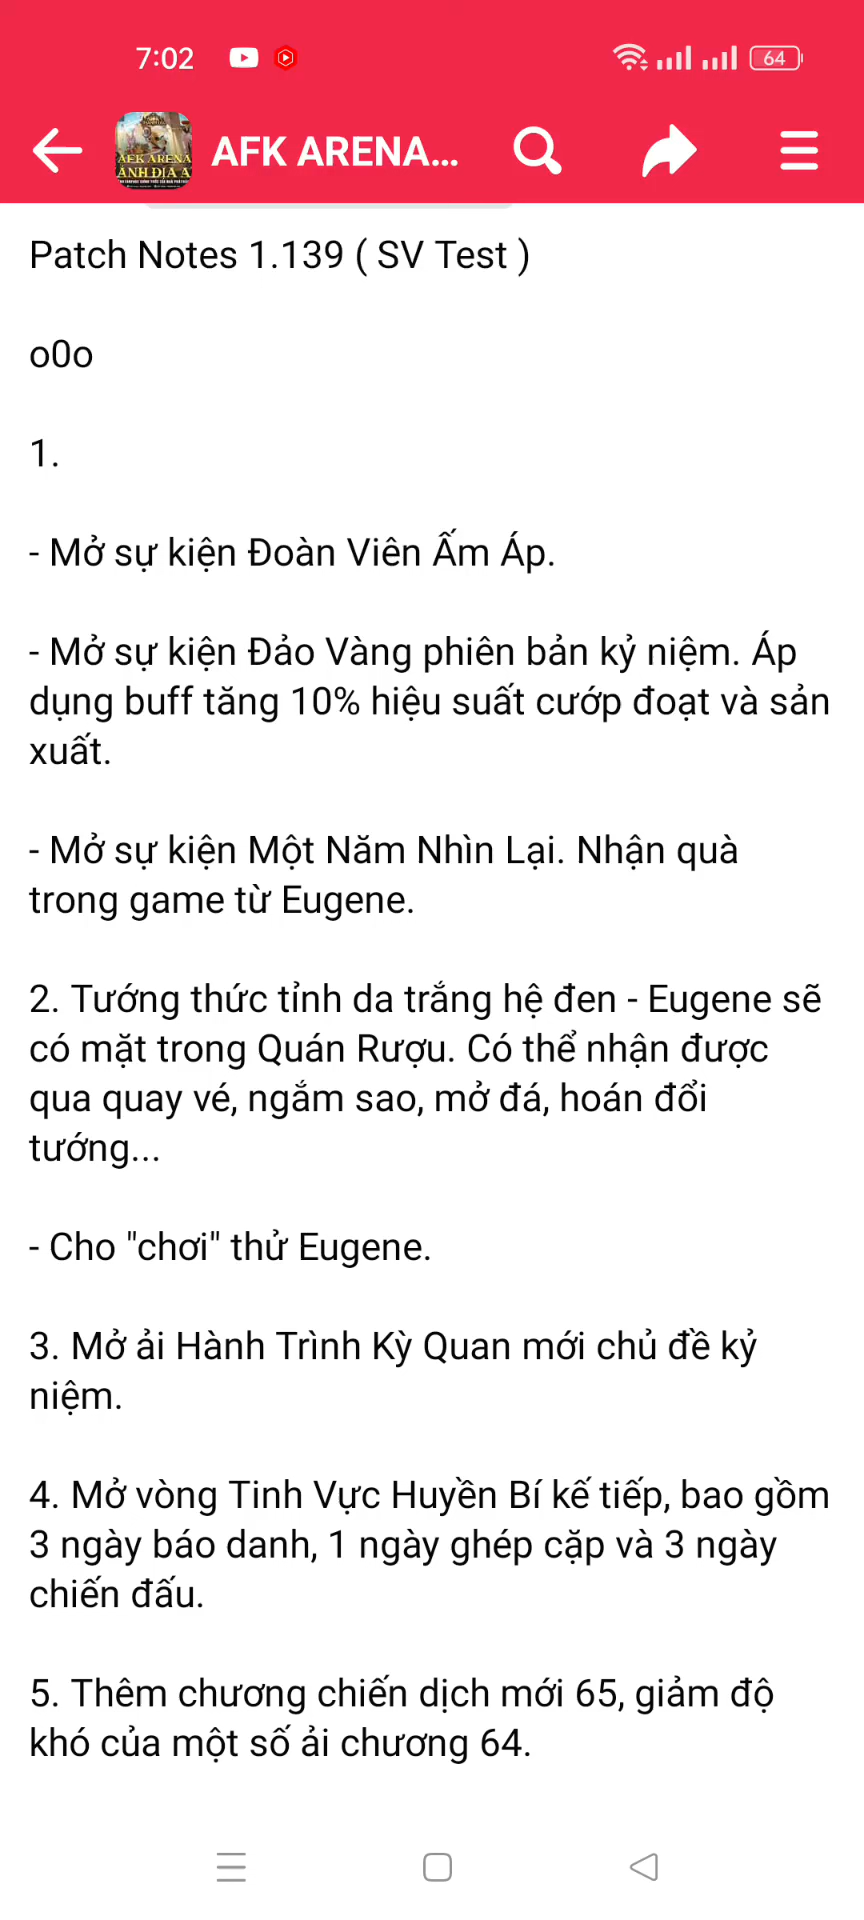 7:02
64
AFK ARENA
ÁNH ĐỊA A
AFK ARENA...
Patch Notes 1.139 ( SV Test )
o0o
1.
- Mở sự kiện Đoàn Viên Ấm Áp.
- Mở sự kiện Đảo Vàng phiên bản kỷ niệm. Áp
dụng buff tăng 10% hiệu suất cướp đoạt và sản
xuất.
- Mở sự kiện Một Năm Nhìn Lại. Nhận quà
trong game từ Eugene.
2. Tướng thức tỉnh da trắng hệ đen - Eugene sẽ
có mặt trong Quán Rượu. Có thể nhận được
qua quay vé, ngắm sao, mở đá, hoán đổi
tướng...
- Cho "chơi" thử Eugene.
3. Mở ải Hành Trình Kỳ Quan mới chủ đề kỷ
niệm.
4. Mở vòng Tinh Vực Huyền Bí kế tiếp, bao gồm
3 ngày báo danh, 1 ngày ghép cặp và 3 ngày
chiến đấu.
5. Thêm chương chiến dịch mới 65, giảm độ
khó của một số ải chương 64.